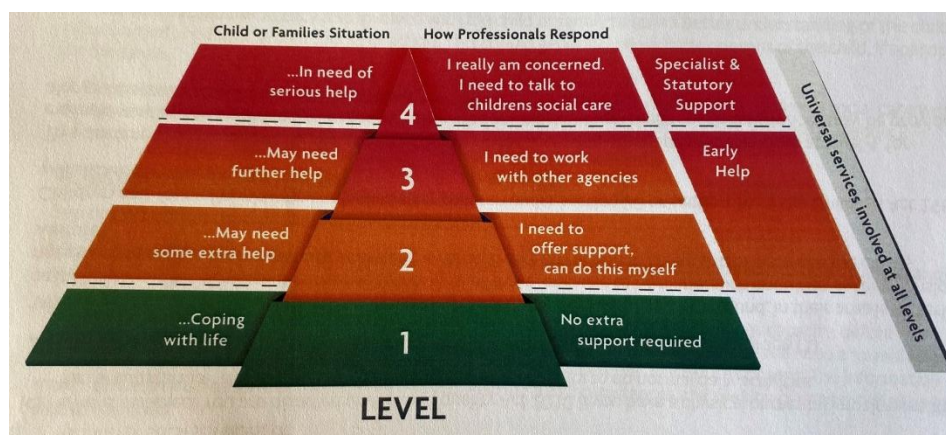 Child or Families Situation
How Professionals Respond
...In need of
serious help
4
I really am concerned.
I need to talk to
childrens social care
Specialist &
Statutory
Support
...May need
further help
3
I need to work
with other agencies
Early
Help
...May need
some extra help
2
I need to
offer support,
can do this myself
...Coping
with life
1
No extra
support required
LEVEL
Universal services involved at all levels